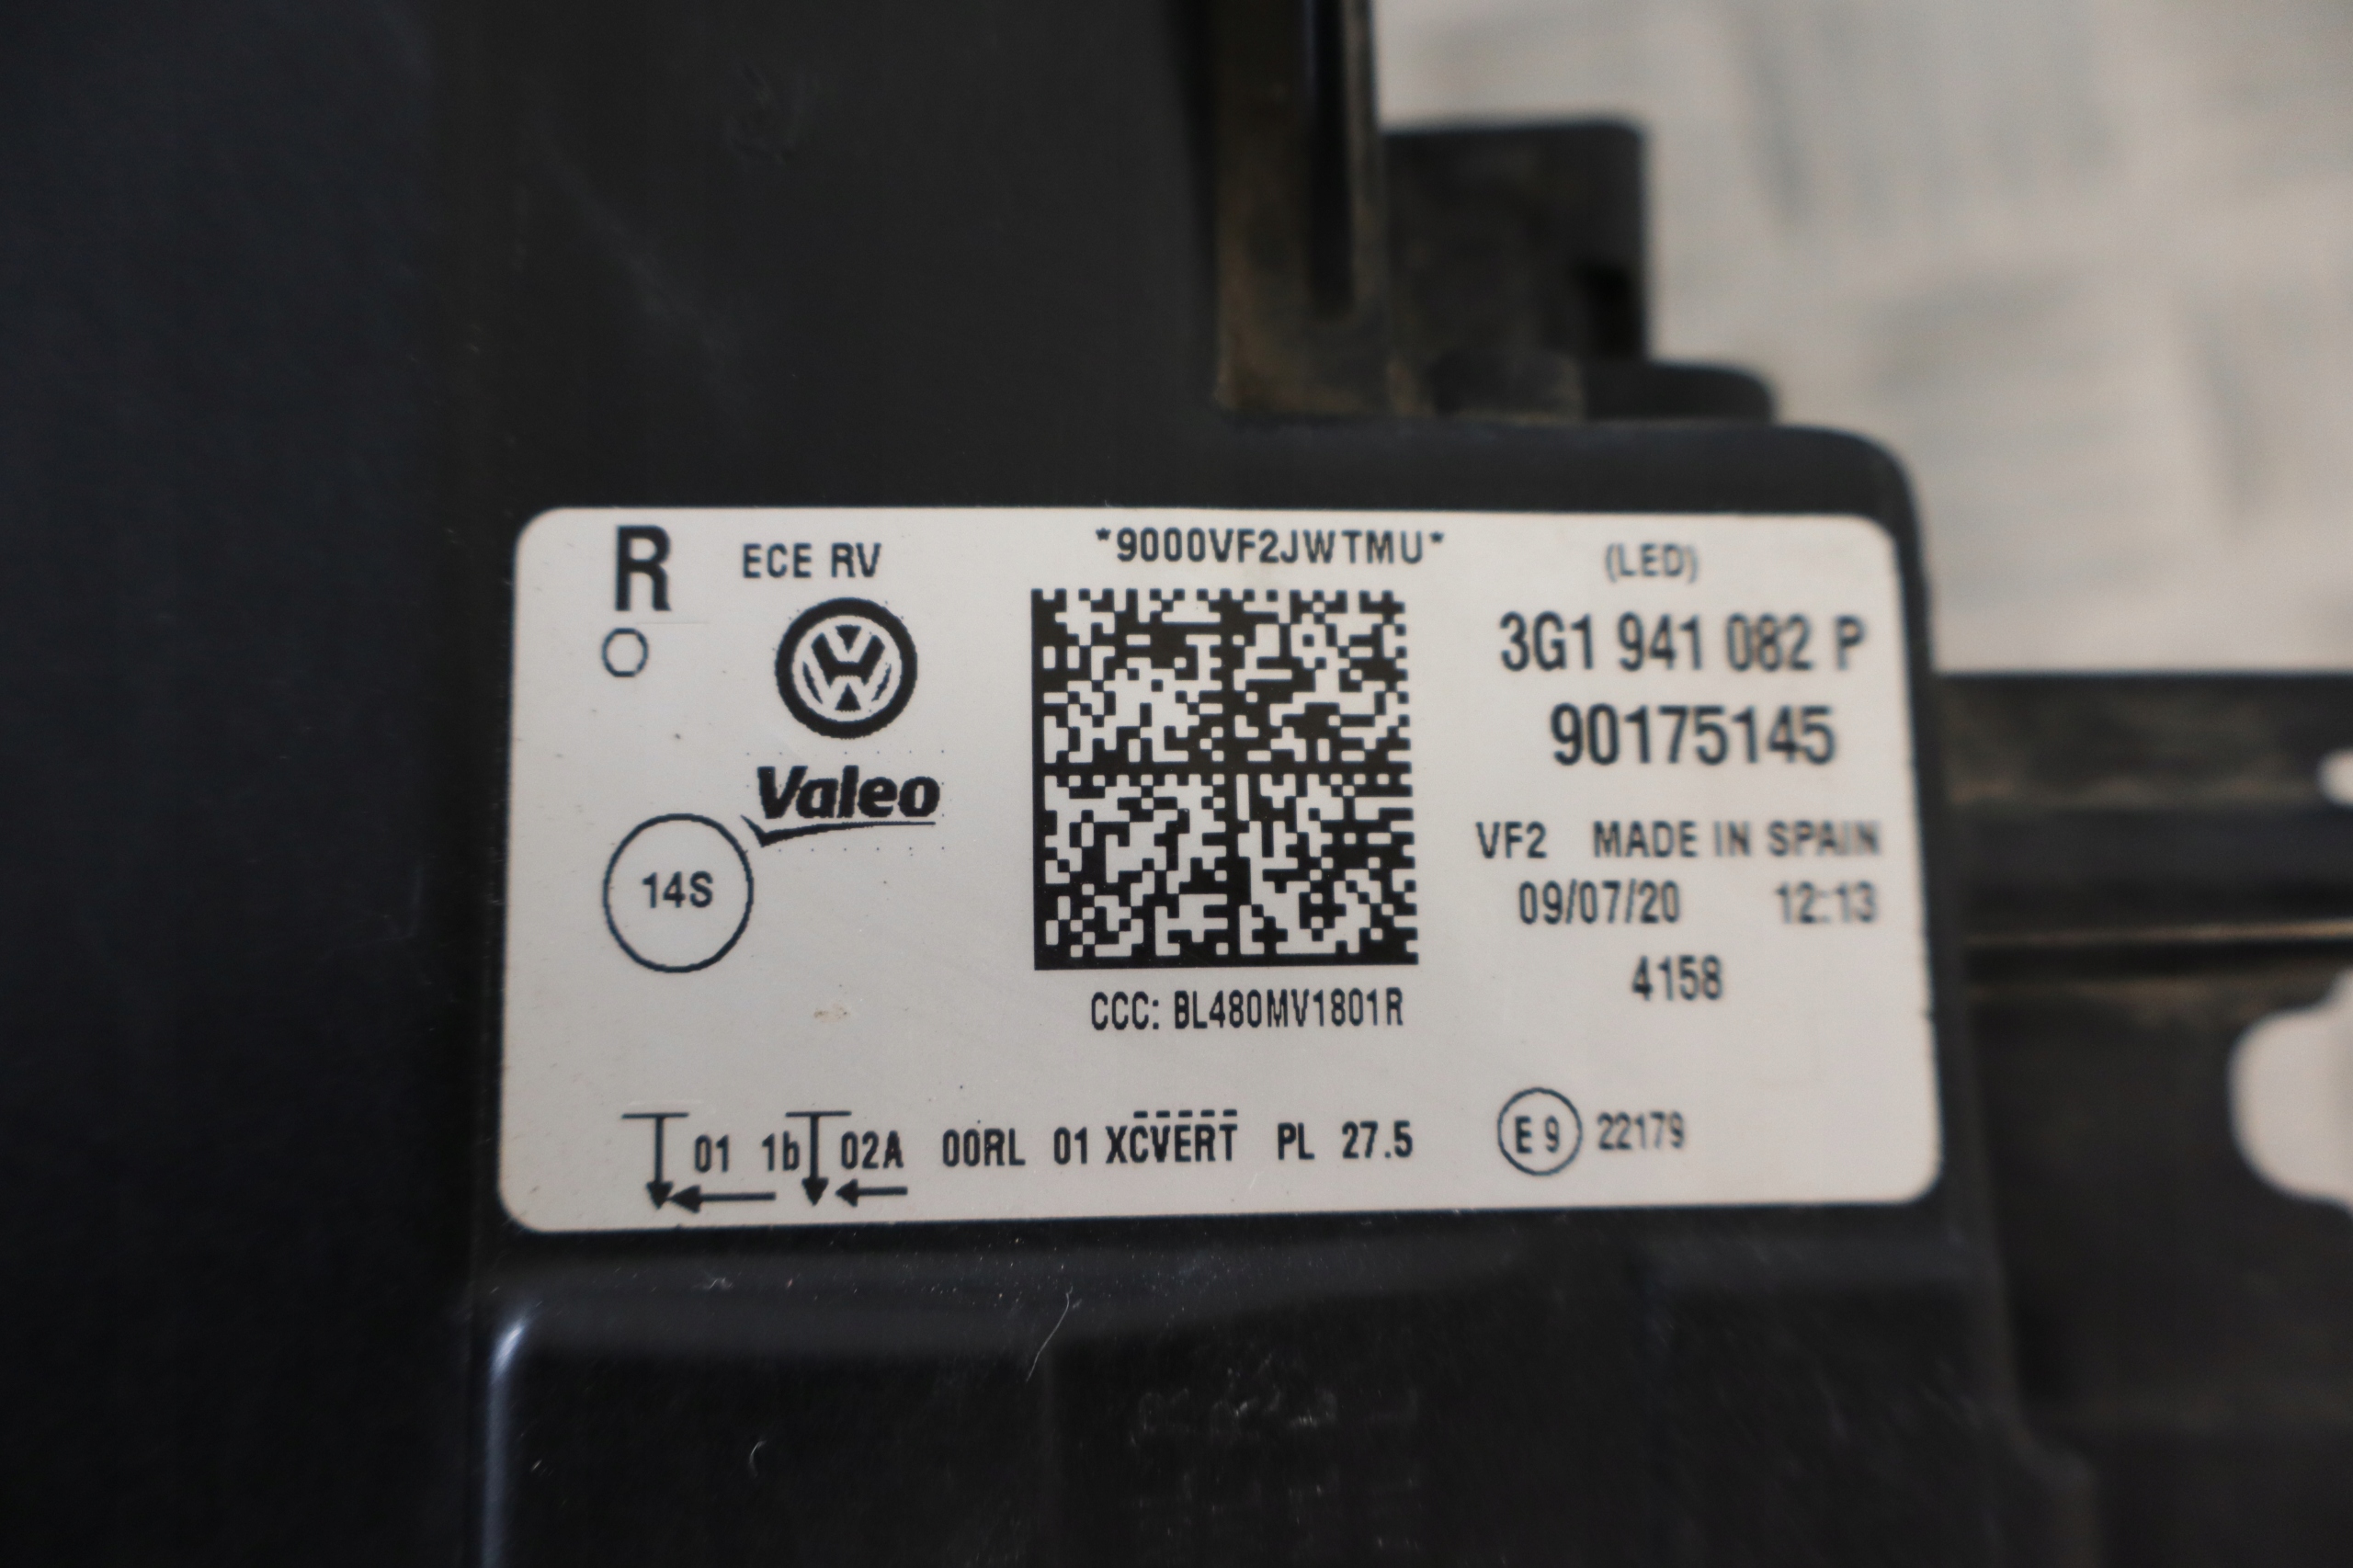 R
ECE RV
*9000VF2JWTMU*
(LED)
3G1 941 082 P
90175145
Valeo
14S
VF2 MADE IN SPAIN
09/07/20 12:13
4158
CCC: BL480MV1801R
01 1b 02A 00RL 01 XCVERT PL 27.5
E9 22179